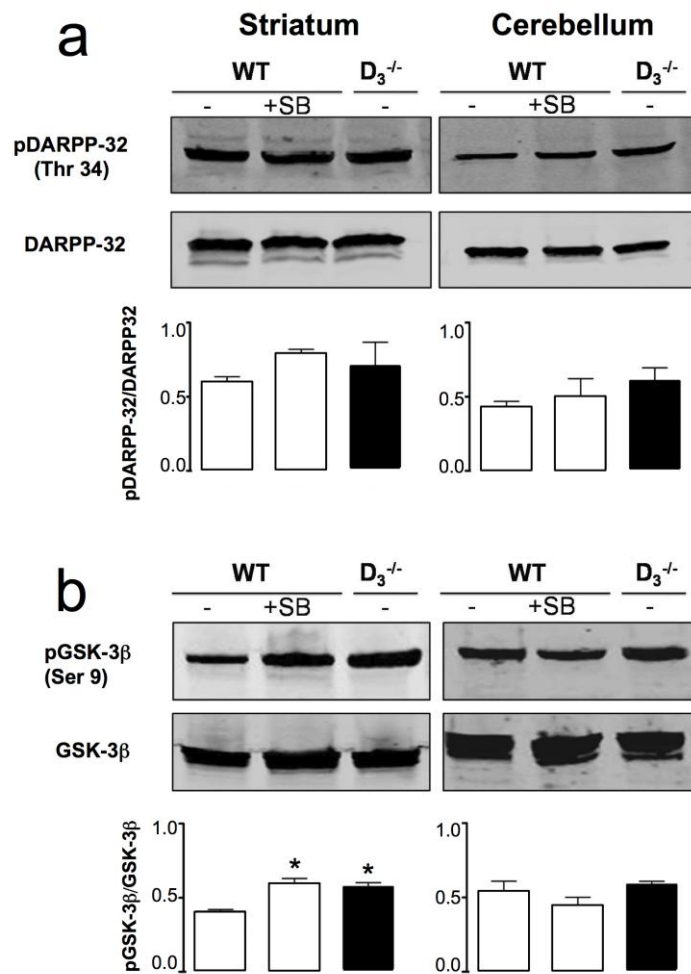 a
Striatum Cerebellum
WT D₃⁻/⁻ WT D₃⁻/⁻
- +SB - - +SB -
pDARPP-32
(Thr 34)
DARPP-32
pDARPP-32/DARPP32
1.0 1.0
0.5 0.5
0.0 0.0
b
WT D₃⁻/⁻ WT D₃⁻/⁻
- +SB - - +SB -
pGSK-3β
(Ser 9)
GSK-3β
pGSK-3β/GSK-3β
1.0 1.0
* *
0.5 0.5
0.0 0.0